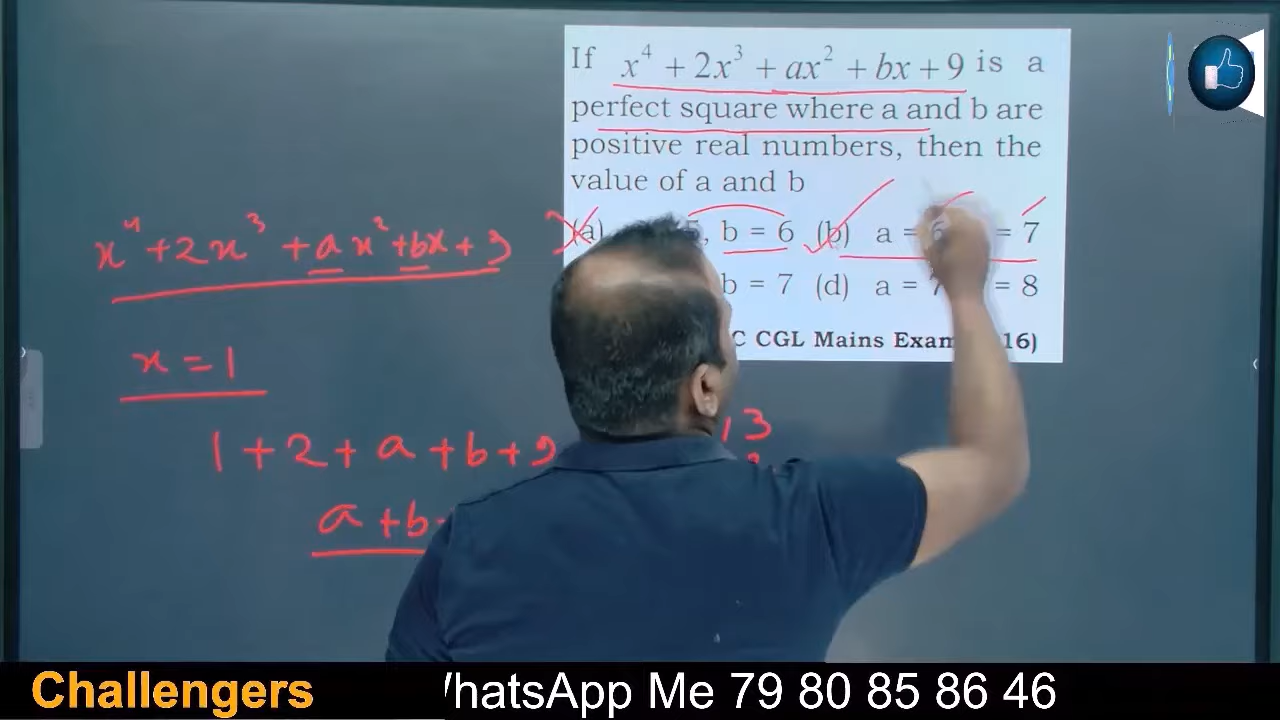 If x⁴ + 2x³ + ax² + bx + 9 is a
perfect square where a and b are
positive real numbers, then the
value of a and b
(a) 5, b = 6 (b) a = 6 = 7
b = 7 (d) a = 7 = 8
CGL Mains Exam 16)
x⁴ + 2x³ + ax² + bx + 9
x = 1
1 + 2 + a + b + 9 13
a + b
Challengers
hatsApp Me 79 80 85 86 46